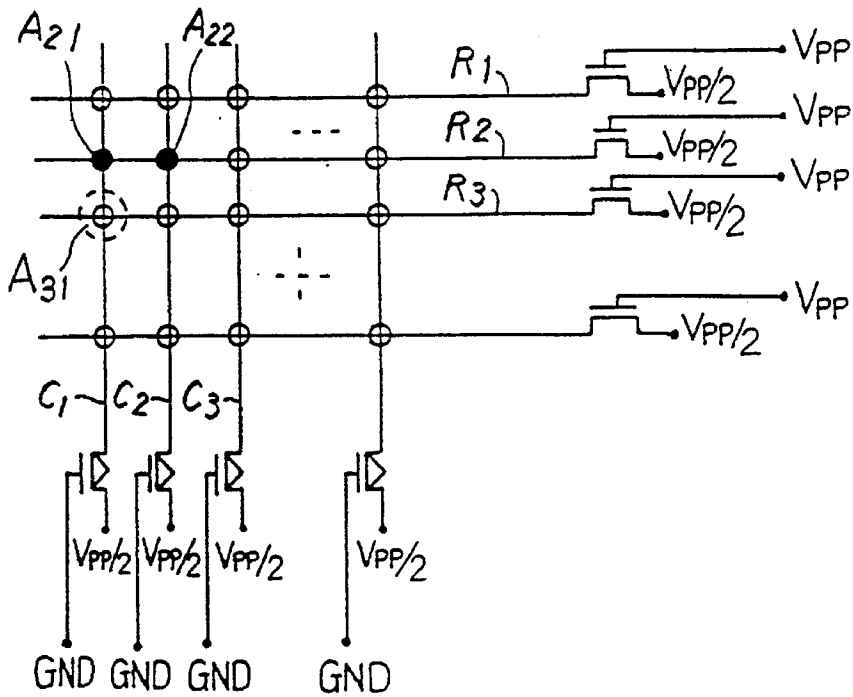 A21 A22
R1 VPP
VPP/2
VPP
R2
VPP/2
VPP
R3
VPP/2
A31
VPP
VPP/2
C1 C2 C3
VPP/2 VPP/2 VPP/2 VPP/2
GND GND GND GND